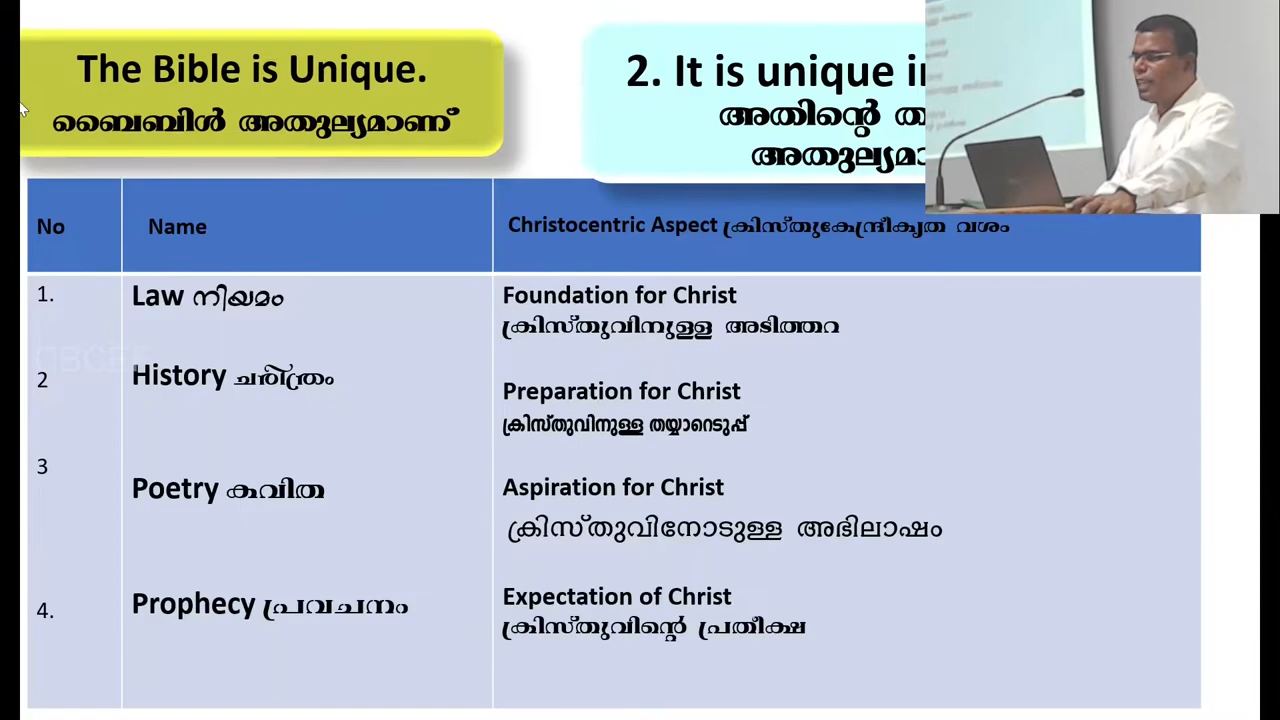 The Bible is Unique.
ബൈബിൾ അതുല്യമാണ്
2. It is unique
അതിന്റെ
No
Name
Christocentric Aspect ക്രിസ്തുകേന്ദ്രീകൃത വശം
1.
Law നിയമം
Foundation for Christ
ക്രിസ്തുവിനുള്ള അടിത്തറ
2
History ചരിത്രം
Preparation for Christ
ക്രിസ്തുവിനുള്ള തയ്യാറെടുപ്പ്
3
Poetry കവിത
Aspiration for Christ
ക്രിസ്തുവിനോടുള്ള അഭിലാഷം
4.
Prophecy പ്രവചനം
Expectation of Christ
ക്രിസ്തുവിന്റെ പ്രതീക്ഷ